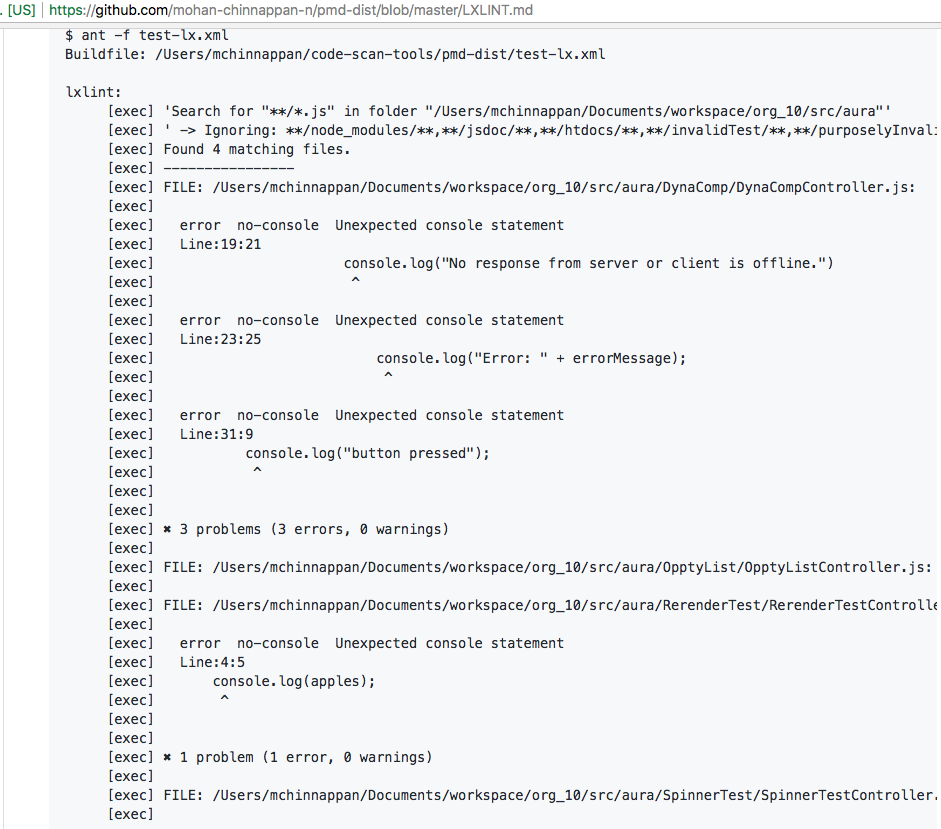 . [US] https://github.com/mohan-chinnappan-n/pmd-dist/blob/master/LXLINT.md
$ ant -f test-lx.xml
Buildfile: /Users/mchinnappan/code-scan-tools/pmd-dist/test-lx.xml
lxlint:
[exec] 'Search for "**/*.js" in folder "/Users/mchinnappan/Documents/workspace/org_10/src/aura"'
[exec] ' -> Ignoring: **/node_modules/**,**/jsdoc/**,**/htdocs/**,**/invalidTest/**,**/purposelyInvali
[exec] Found 4 matching files.
[exec] ----------------
[exec] FILE: /Users/mchinnappan/Documents/workspace/org_10/src/aura/DynaComp/DynaCompController.js:
[exec]
[exec]   error  no-console  Unexpected console statement
[exec]   Line:19:21
[exec]                       console.log("No response from server or client is offline.")
[exec]                        ^
[exec]
[exec]   error  no-console  Unexpected console statement
[exec]   Line:23:25
[exec]                           console.log("Error: " + errorMessage);
[exec]                            ^
[exec]
[exec]   error  no-console  Unexpected console statement
[exec]   Line:31:9
[exec]           console.log("button pressed");
[exec]            ^
[exec]
[exec]
[exec] ✖ 3 problems (3 errors, 0 warnings)
[exec]
[exec] FILE: /Users/mchinnappan/Documents/workspace/org_10/src/aura/OpptyList/OpptyListController.js:
[exec]
[exec] FILE: /Users/mchinnappan/Documents/workspace/org_10/src/aura/RerenderTest/RerenderTestControlle
[exec]
[exec]   error  no-console  Unexpected console statement
[exec]   Line:4:5
[exec]       console.log(apples);
[exec]        ^
[exec]
[exec]
[exec] ✖ 1 problem (1 error, 0 warnings)
[exec]
[exec] FILE: /Users/mchinnappan/Documents/workspace/org_10/src/aura/SpinnerTest/SpinnerTestController.
[exec]